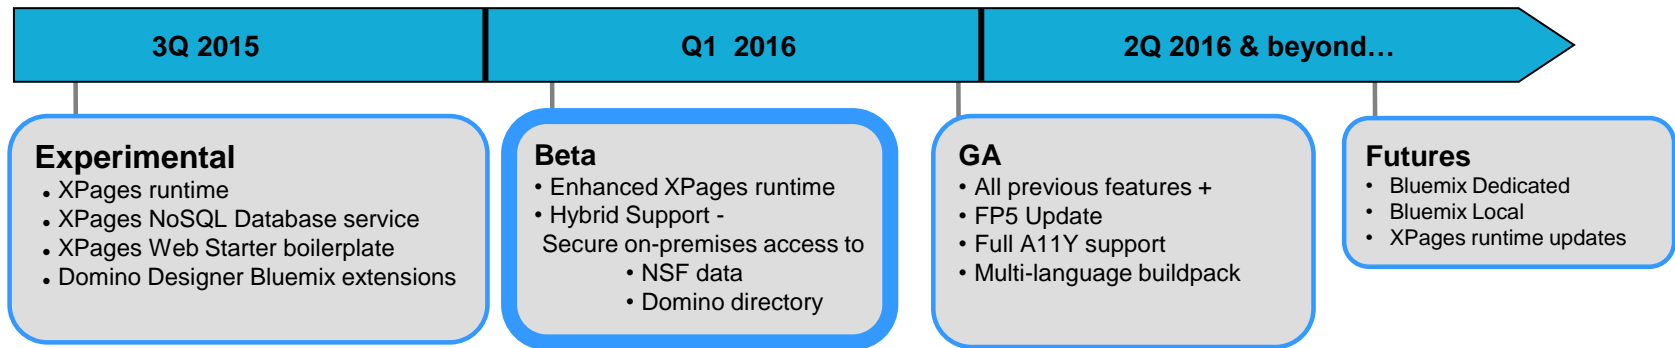 3Q 2015
Q1 2016
2Q 2016 & beyond…
Experimental
• XPages runtime
• XPages NoSQL Database service
• XPages Web Starter boilerplate
• Domino Designer Bluemix extensions
Beta
• Enhanced XPages runtime
• Hybrid Support -
Secure on-premises access to
• NSF data
• Domino directory
GA
• All previous features +
• FP5 Update
• Full A11Y support
• Multi-language buildpack
Futures
• Bluemix Dedicated
• Bluemix Local
• XPages runtime updates